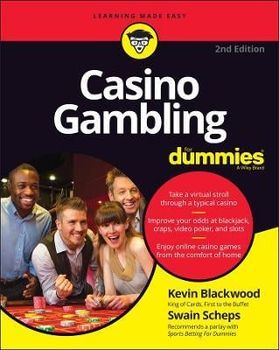 LEARNING MADE EASY
2nd Edition
Casino
Gambling
for
dummies
A Wiley Brand
Take a virtual stroll
through a typical casino
Improve your odds at blackjack,
craps, video poker, and slots
Enjoy online casino games
from the comfort of home
Kevin Blackwood
King of Cards, First to the Buffet
Swain Scheps
Recommends a parlay with
Sports Betting For Dummies